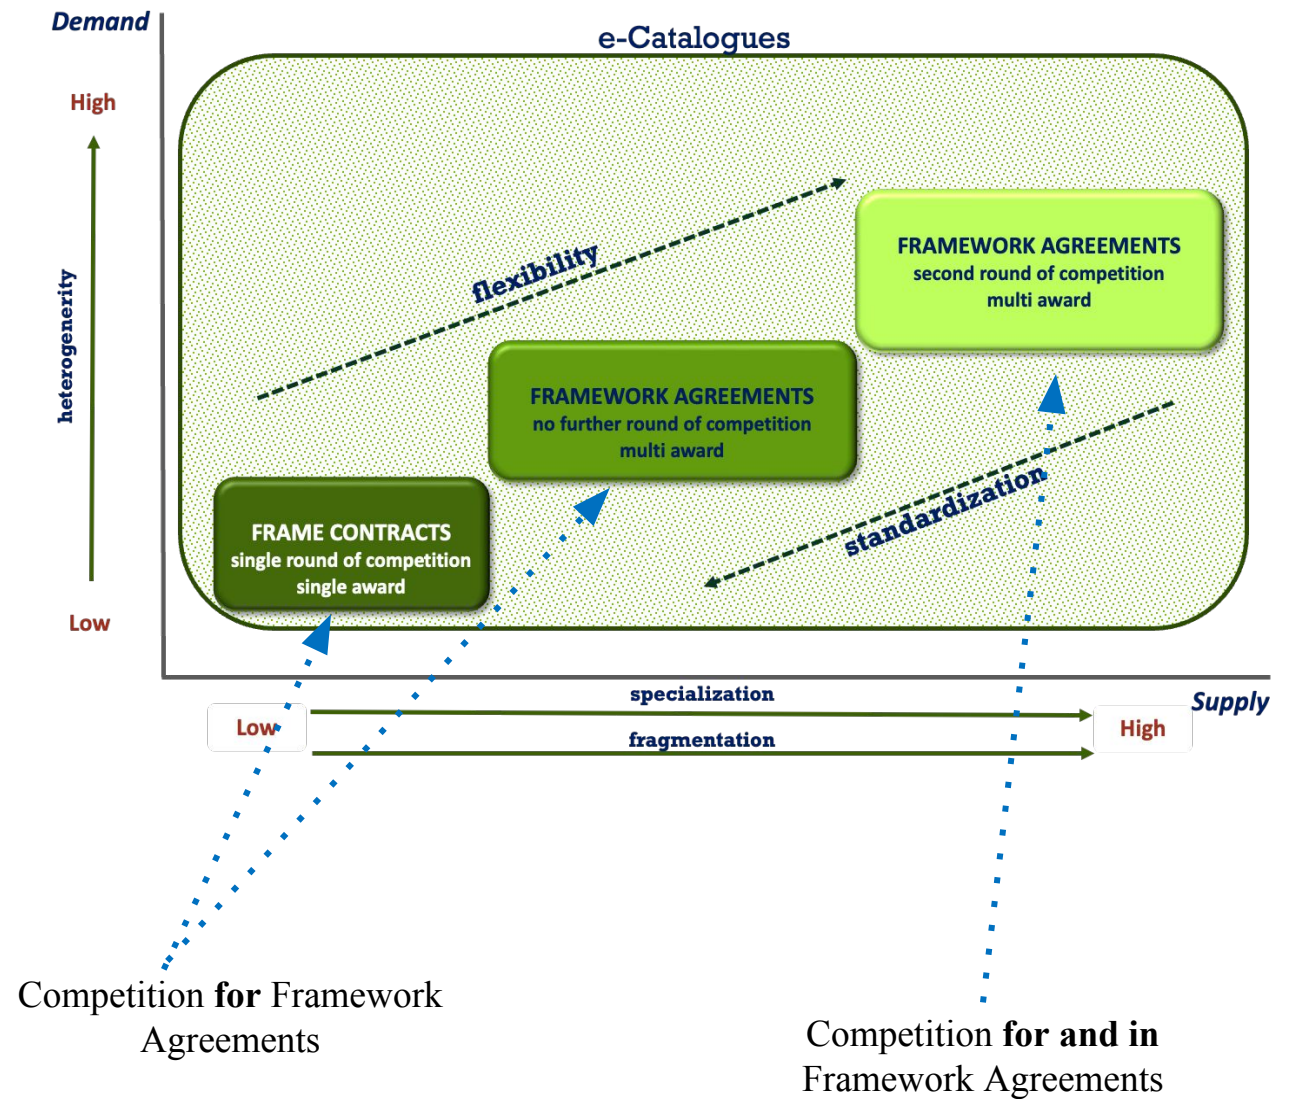 Demand
e-Catalogues
High
heterogenerity
Low
flexibility
FRAMEWORK AGREEMENTS
second round of competition
multi award
FRAMEWORK AGREEMENTS
no further round of competition
multi award
standardization
FRAME CONTRACTS
single round of competition
single award
specialization
Supply
Low
High
fragmentation
Competition for Framework
Agreements
Competition for and in
Framework Agreements